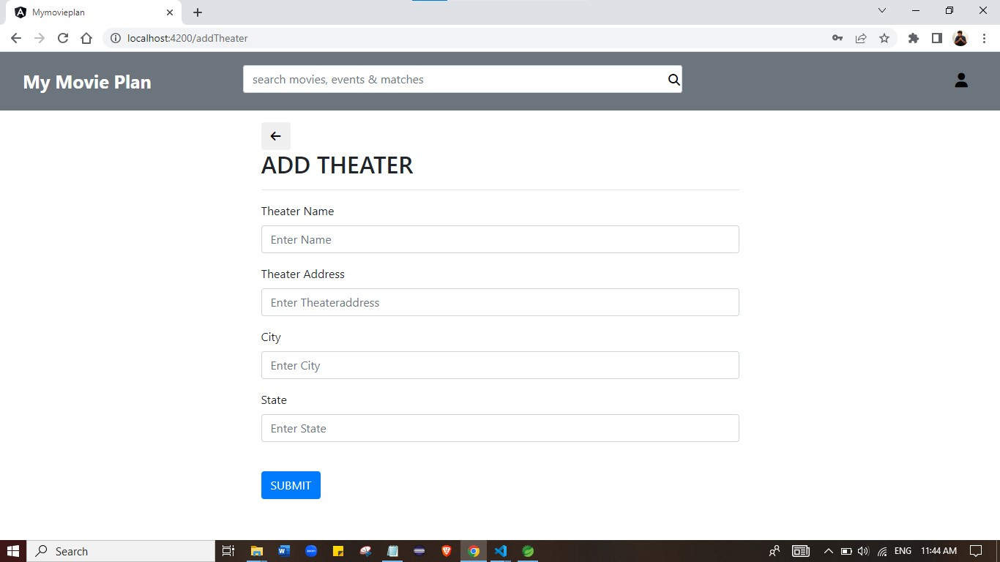 Mymovieplan
localhost:4200/addTheater
My Movie Plan
search movies, events & matches
ADD THEATER
Theater Name
Enter Name
Theater Address
Enter Theateraddress
City
Enter City
State
Enter State
SUBMIT
Search
ENG
11:44 AM